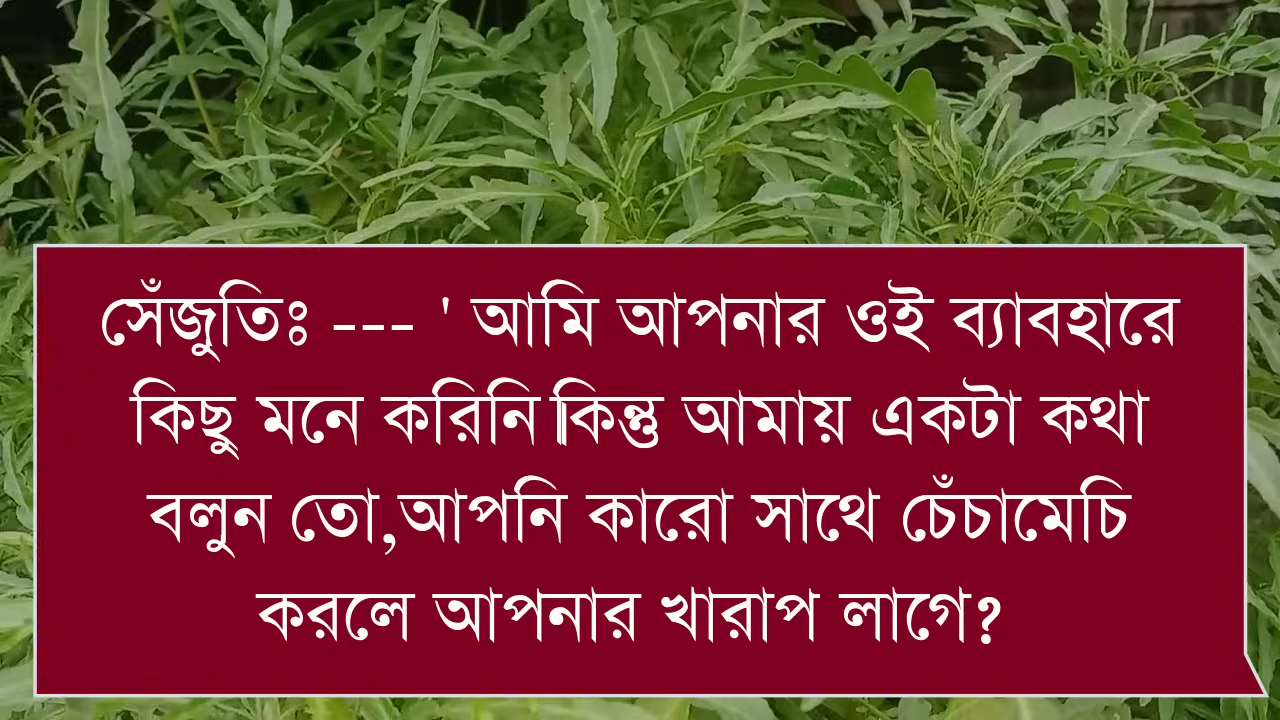 সেঁজুতিঃ --- ' আমি আপনার ওই ব্যাবহারে
কিছু মনে করিনি।কিন্তু আমায় একটা কথা
বলুন তো,আপনি কারো সাথে চেঁচামেচি
করলে আপনার খারাপ লাগে?